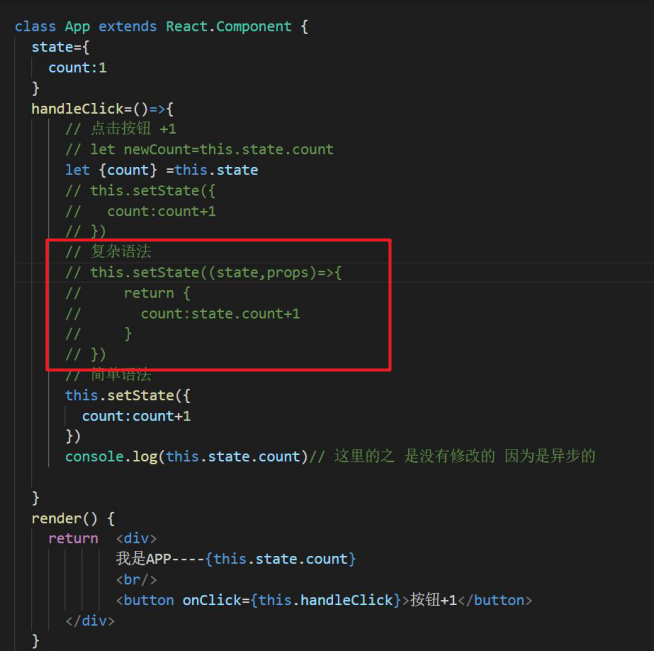 class App extends React.Component {
state={
count:1
}
handleClick=()=>{
// 点击按钮 +1
// let newCount=this.state.count
let {count} =this.state
// this.setState({
//   count:count+1
// })
// 复杂语法
// this.setState((state,props)=>{
//     return {
//       count:state.count+1
//     }
// })
// 简单语法
this.setState({
count:count+1
})
console.log(this.state.count)// 这里的之 是没有修改的 因为是异步的
}
render() {
return  <div>
我是APP----{this.state.count}
<br/>
<button onClick={this.handleClick}>按钮+1</button>
</div>
}